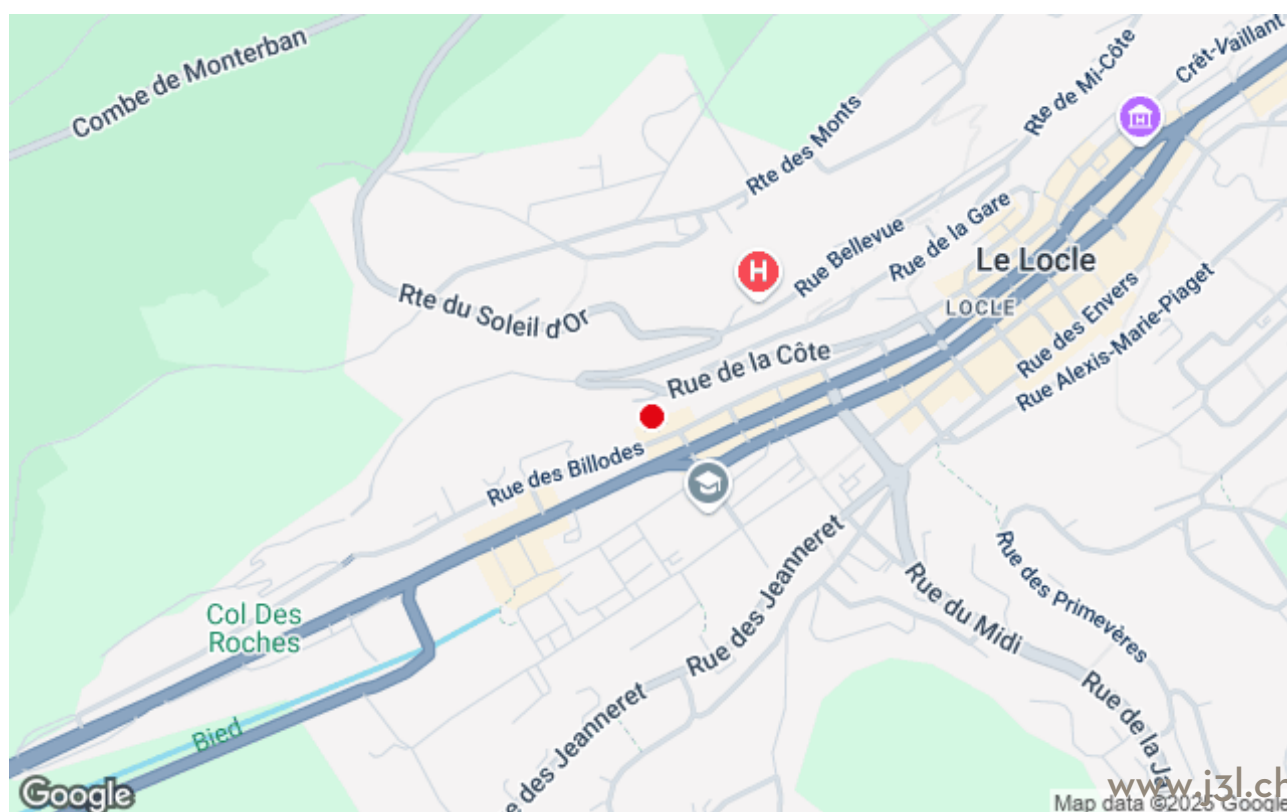 Combe de Monterban
Crêt-Vaillant
Rte de Mi-Côte
Rte des Monts
H
Rue Bellevue
Rue de la Gare
Le Locle
LOCLE
Rte du Soleil d'Or
Rue des Envers
Rue Alexis-Marie-Piaget
H
Rue de la Côte
Rue des Billodes
Rue des Jeanneret
Rue des Primevères
Rue du Midi
Col Des
Roches
Rue des Jeanneret
Rue de la
Bied
e des Jeanneret
www.j3l.ch
Google
Map data ©202 Google